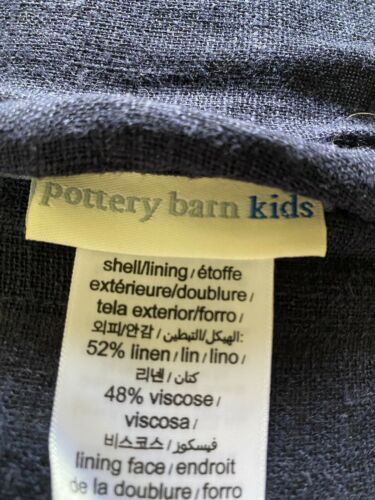 pottery barn kids
shell/lining/étoffe
extérieure/doublure/
tela exterior/forro/
외피/안감/الهيكل/التبطين:
52% linen/lin/lino/
리넨/كتان/
48% viscose/
viscosa/
비스코스/فيسكوز/
lining face/endroit
de la doublure/forro